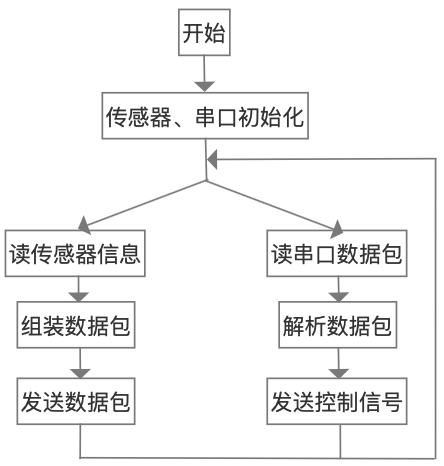 开始
传感器、串口初始化
读传感器信息
读串口数据包
组装数据包
解析数据包
发送数据包
发送控制信号